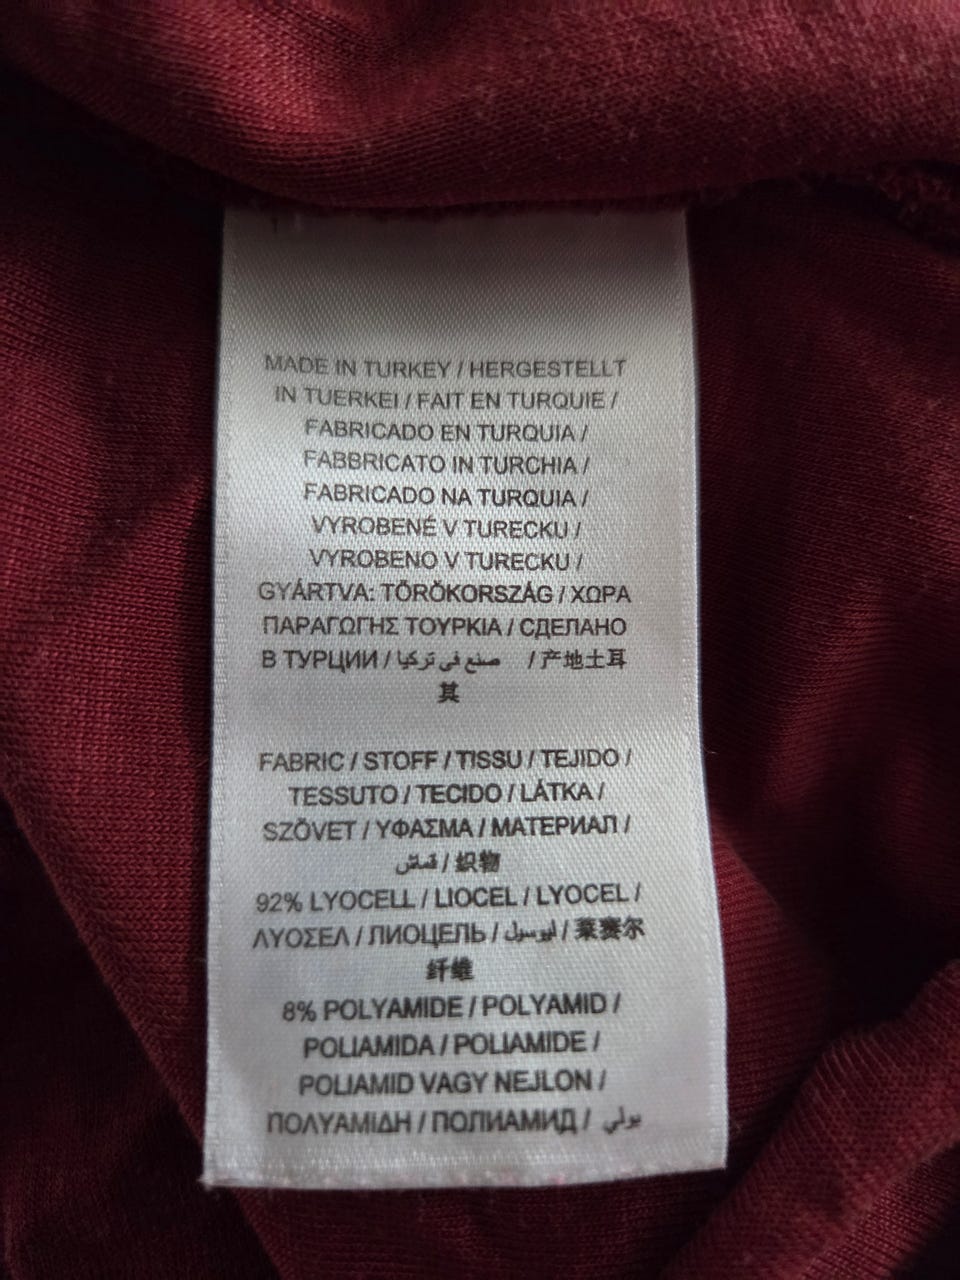 MADE IN TURKEY / HERGESTELLT
IN TUERKEI / FAIT EN TURQUIE /
FABRICADO EN TURQUIA /
FABBRICATO IN TURCHIA /
FABRICADO NA TURQUIA /
VYROBENÉ V TURECKU /
VYROBENO V TURECKU /
GYÁRTVA: TÖRÖKORSZÁG / ΧΩΡΑ
ΠΑΡΑΓΩΓΗΣ ΤΟΥΡΚΙΑ / СДЕЛАНО
В ТУРЦИИ / صنع في تركيا / 产地土耳
其
FABRIC / STOFF / TISSU / TEJIDO /
TESSUTO / TECIDO / LÁTKA /
SZÖVET / ΥΦΑΣΜΑ / МАТЕРИАЛ /
قماش / 织物
92% LYOCELL / LIOCEL / LYOCEL /
ΛΥΟΣΕΛ / ЛИОЦЕЛЬ / ليوسول / 莱赛尔
纤维
8% POLYAMIDE / POLYAMID /
POLIAMIDA / POLIAMIDE /
POLIAMID VAGY NEJLON /
ΠΟΛΥΑΜΙΔΗ / ПОЛИАМИД / بولي